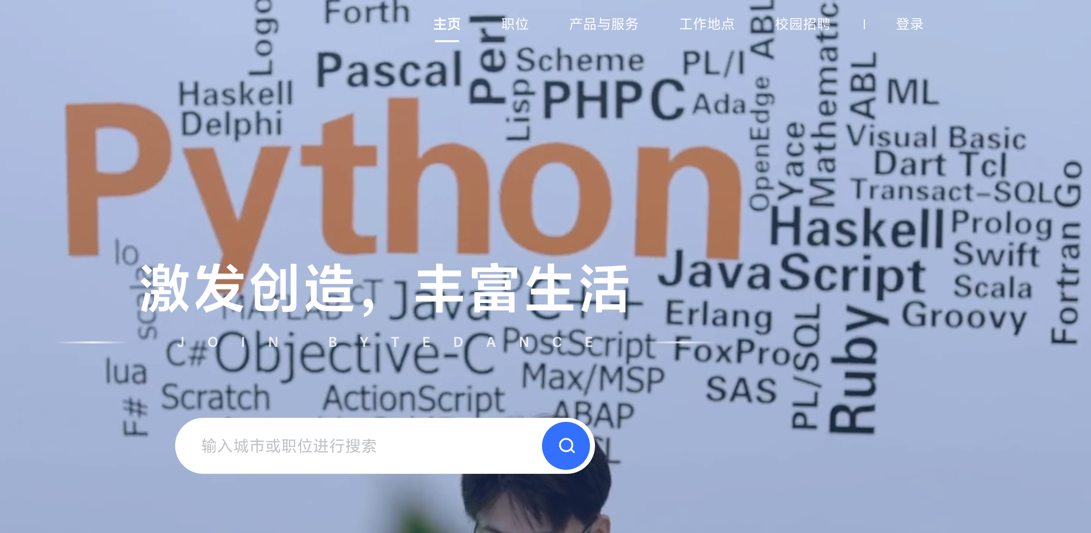 主页 职位 产品与服务 工作地点 校园招聘 | 登录
Logo Forth Perl ABL Mathematic
Pascal Scheme PL/I ABL
Haskell Lisp PHP C Ada OpenEdge ML
Delphi Yacc Visual Basic
Python Dart Tcl
Transact-SQL Go
Haskell Prolog
Swift
JavaScript Scala Fortran
激发创造，丰富生活
MATLAB Java
Erlang PL/SQL Ruby Groovy
JOIN BYTEDANCE
C# Objective-C PostScript FoxPro
lua Max/MSP SAS
F# Scratch ActionScript ABAP
输入城市或职位进行搜索